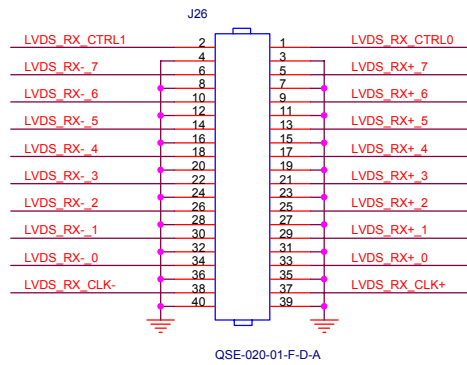 J26
LVDS_RX_CTRL1 2 1 LVDS_RX_CTRL0
4 3
LVDS_RX-_7 6 5 LVDS_RX+_7
8 7
LVDS_RX-_6 10 9 LVDS_RX+_6
12 11
LVDS_RX-_5 14 13 LVDS_RX+_5
16 15
LVDS_RX-_4 18 17 LVDS_RX+_4
20 19
LVDS_RX-_3 22 21 LVDS_RX+_3
24 23
LVDS_RX-_2 26 25 LVDS_RX+_2
28 27
LVDS_RX-_1 30 29 LVDS_RX+_1
32 31
LVDS_RX-_0 34 33 LVDS_RX+_0
36 35
LVDS_RX_CLK- 38 37 LVDS_RX_CLK+
40 39
QSE-020-01-F-D-A